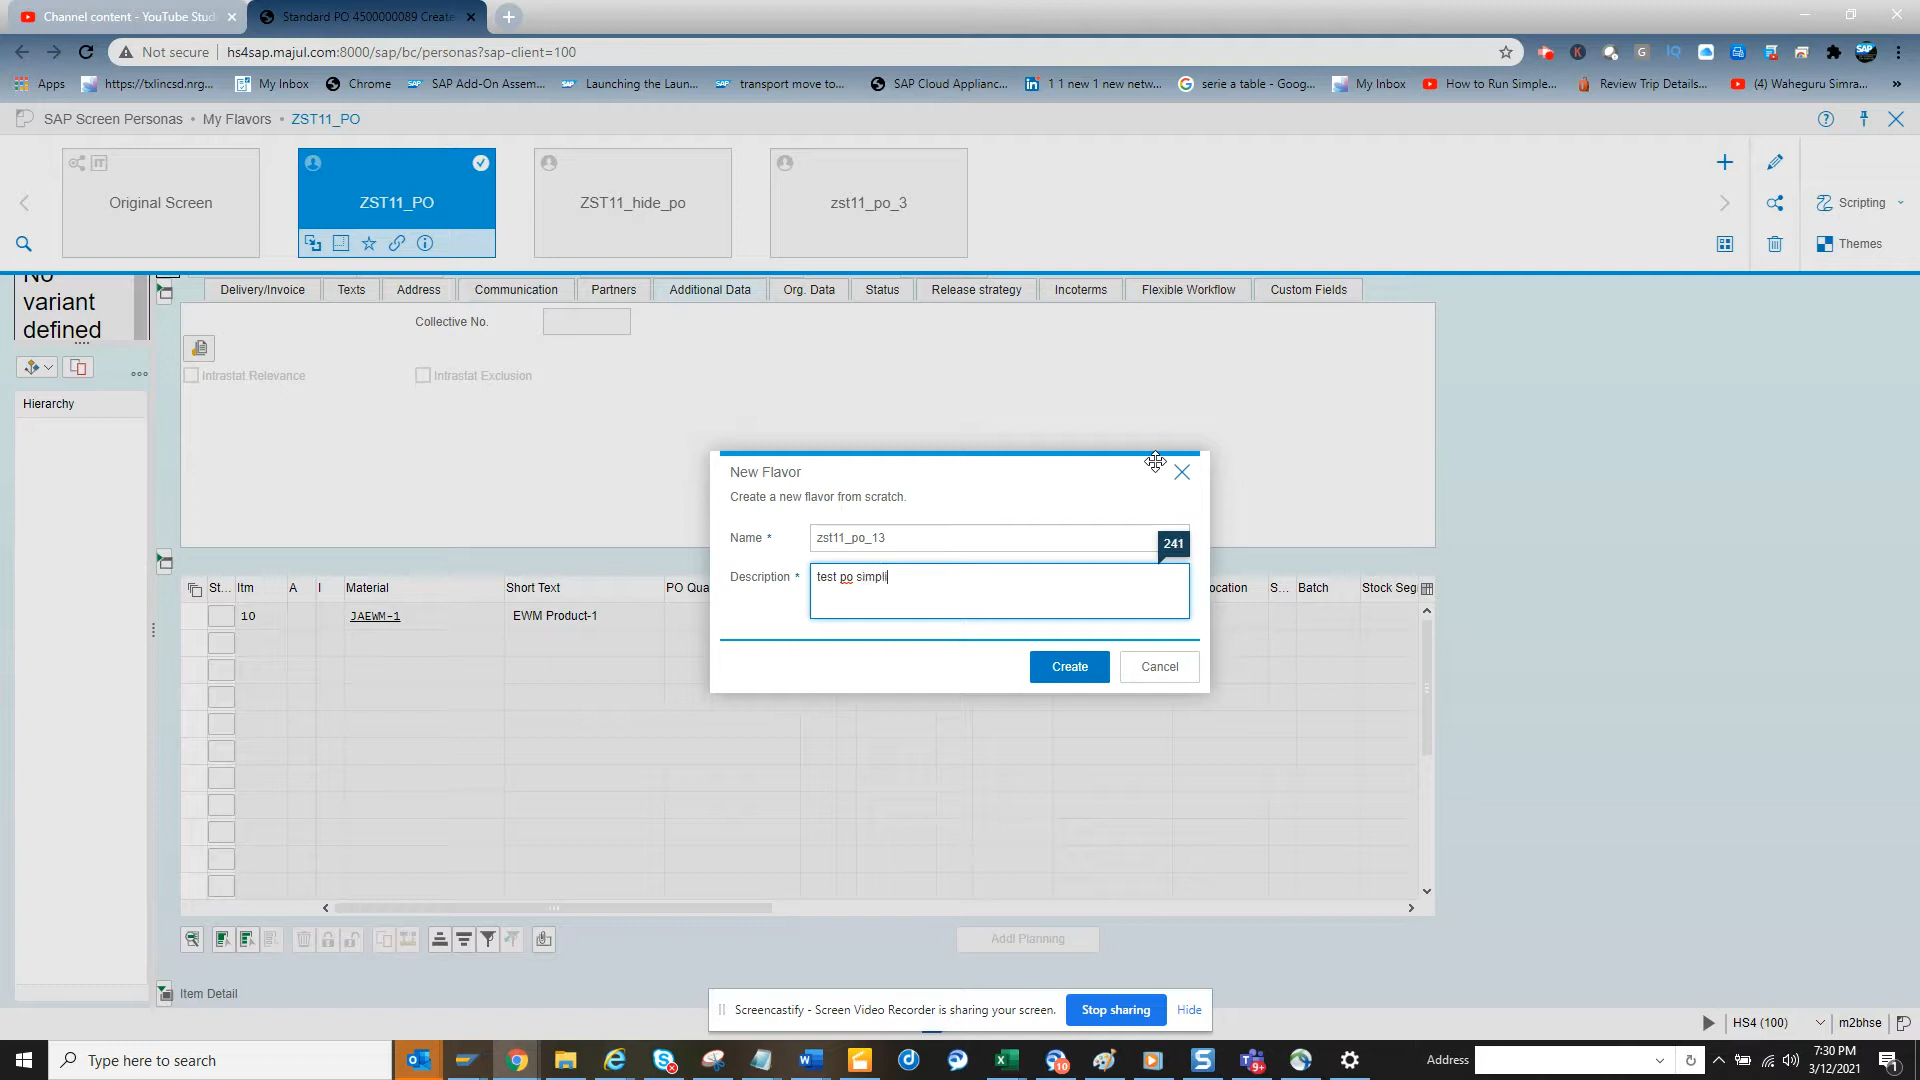 Channel content - YouTube Stud
Standard PO 4500000089 Create
Not secure
hs4sap.majul.com:8000/sap/bc/personas?sap-client=100
Apps
https://txlincsd.nrg...
My Inbox
Chrome
SAP Add-On Assem...
Launching the Laun...
transport move to...
SAP Cloud Applianc...
1 1 new 1 new netw...
serie a table - Goog...
My Inbox
How to Run Simple...
Review Trip Details...
(4) Waheguru Simra...
SAP Screen Personas • My Flavors • ZST11_PO
IT
Original Screen
ZST11_PO
ZST11_hide_po
zst11_po_3
Scripting
Themes
No
variant
defined
Delivery/Invoice
Texts
Address
Communication
Partners
Additional Data
Org. Data
Status
Release strategy
Incoterms
Flexible Workflow
Custom Fields
Collective No.
Intrastat Relevance
Intrastat Exclusion
Hierarchy
New Flavor
Create a new flavor from scratch.
Name *
zst11_po_13
241
Description *
test po simpli
Create
Cancel
St...
Itm
A
I
Material
Short Text
PO Qua
ocation
S...
Batch
Stock Seg
10
JAEWM-1
EWM Product-1
Addl Planning
Item Detail
Screencastify - Screen Video Recorder is sharing your screen.
Stop sharing
Hide
HS4 (100)
m2bhse
Type here to search
Address
7:30 PM
3/12/2021